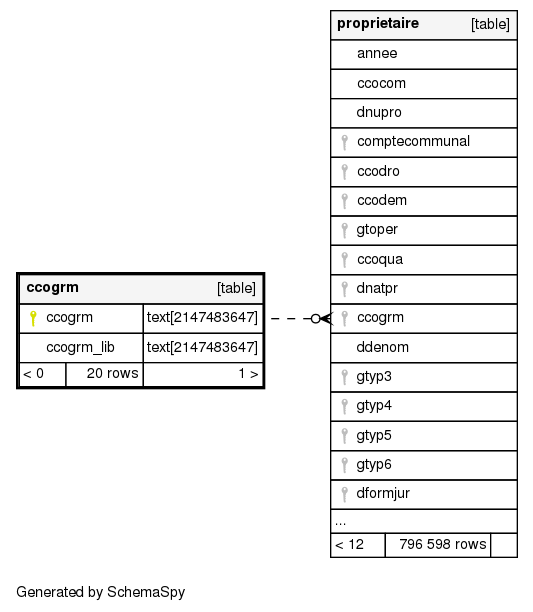 proprietaire [table]
annee
ccocom
dnupro
comptecommunal
ccodro
ccodem
gtoper
ccoqua
dnatpr
ccogrm
ddenom
gtyp3
gtyp4
gtyp5
gtyp6
dformjur
...
< 12 796 598 rows
ccogrm [table]
ccogrm text[2147483647]
ccogrm_lib text[2147483647]
< 0 20 rows 1 >
Generated by SchemaSpy